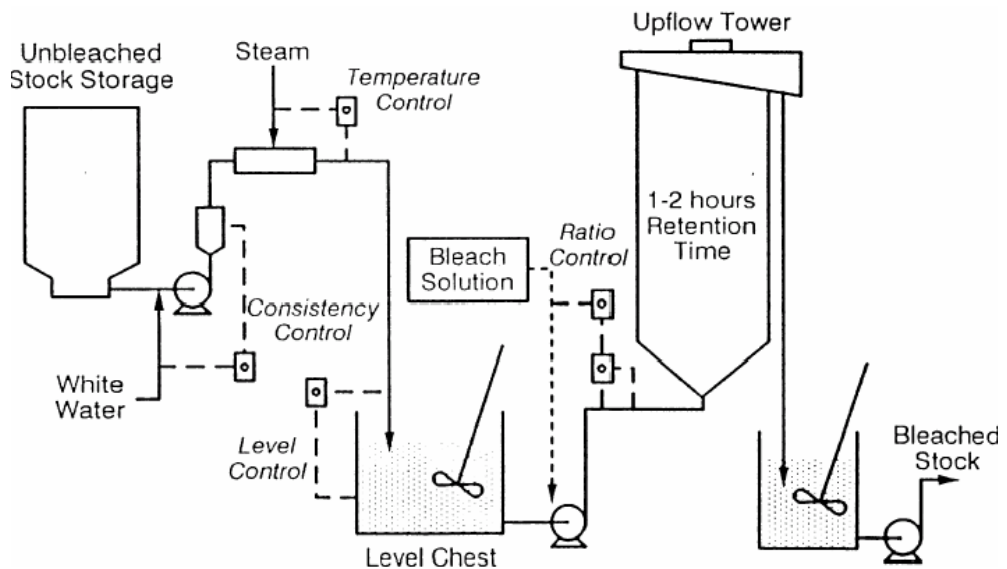 Upflow Tower
Unbleached
Stock Storage
Steam
Temperature
Control
1-2 hours
Retention
Time
Bleach
Solution
Ratio
Control
Consistency
Control
White
Water
Level
Control
Level Chest
Bleached
Stock